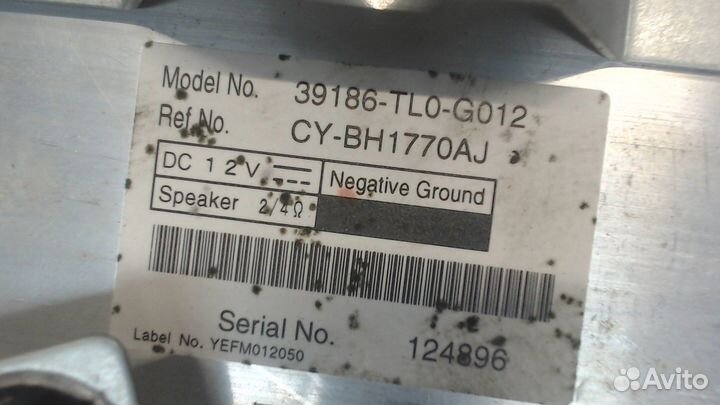 Model No. 39186-TL0-G012
Ref No. CY-BH1770AJ
DC 12V Negative Ground
Speaker 2/4Ω
Serial No. 124896
Label No. YEFM012050
Avito